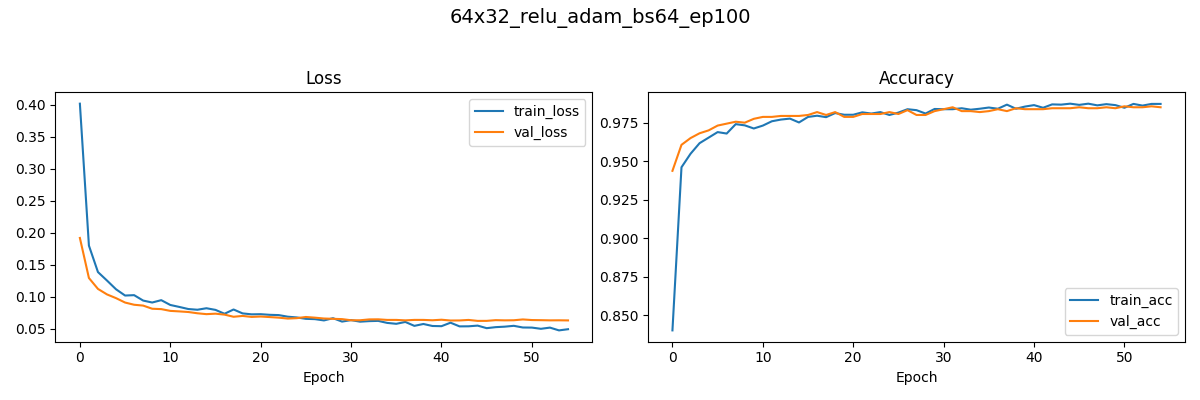 64x32_relu_adam_bs64_ep100
Loss
0.40
0.35
0.30
0.25
0.20
0.15
0.10
0.05
train_loss
val_loss
0 10 20 30 40 50
Epoch
Accuracy
0.975
0.950
0.925
0.900
0.875
0.850
train_acc
val_acc
0 10 20 30 40 50
Epoch